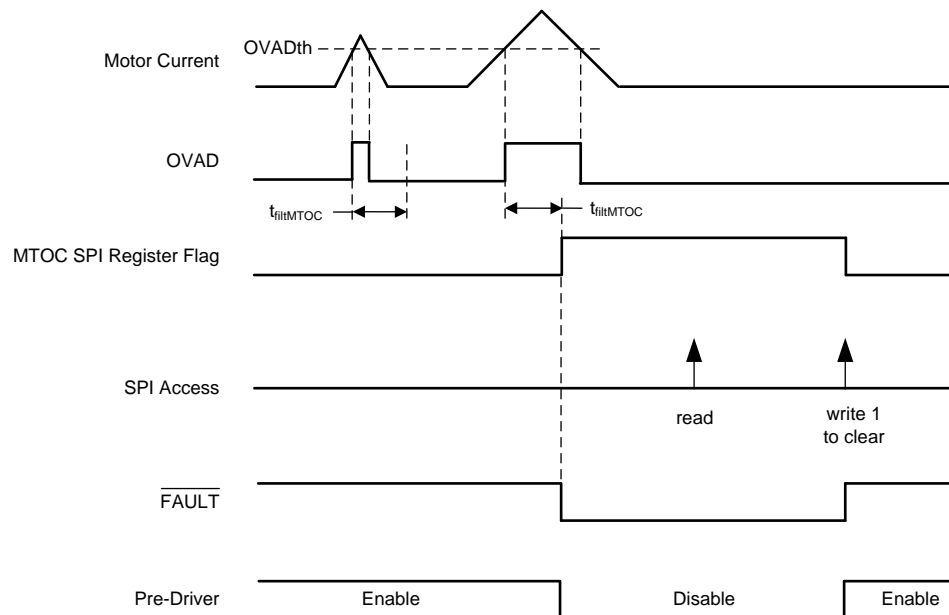 OVADth
Motor Current
OVAD
tfiltMTOC
tfiltMTOC
MTOC SPI Register Flag
SPI Access
read
write 1
to clear
FAULT
Pre-Driver
Enable
Disable
Enable